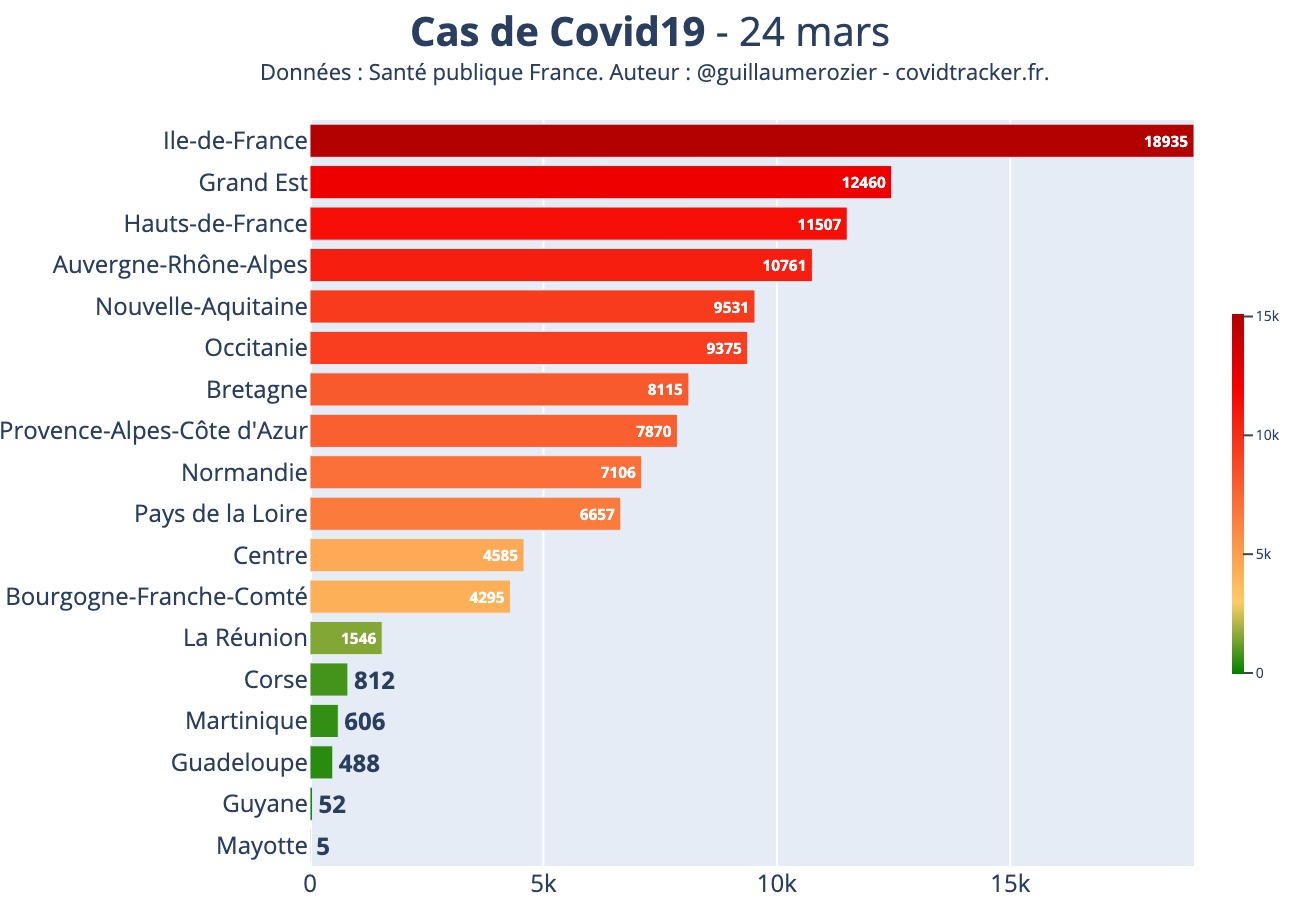 Cas de Covid19 - 24 mars
Données : Santé publique France. Auteur : @guillaumerozier - covidtracker.fr.
Ile-de-France 18935
Grand Est 12460
Hauts-de-France 11507
Auvergne-Rhône-Alpes 10761
Nouvelle-Aquitaine 9531
Occitanie 9375
Bretagne 8115
Provence-Alpes-Côte d'Azur 7870
Normandie 7106
Pays de la Loire 6657
Centre 4585
Bourgogne-Franche-Comté 4295
La Réunion 1546
Corse 812
Martinique 606
Guadeloupe 488
Guyane 52
Mayotte 5
0 5k 10k 15k
15k
10k
5k
0